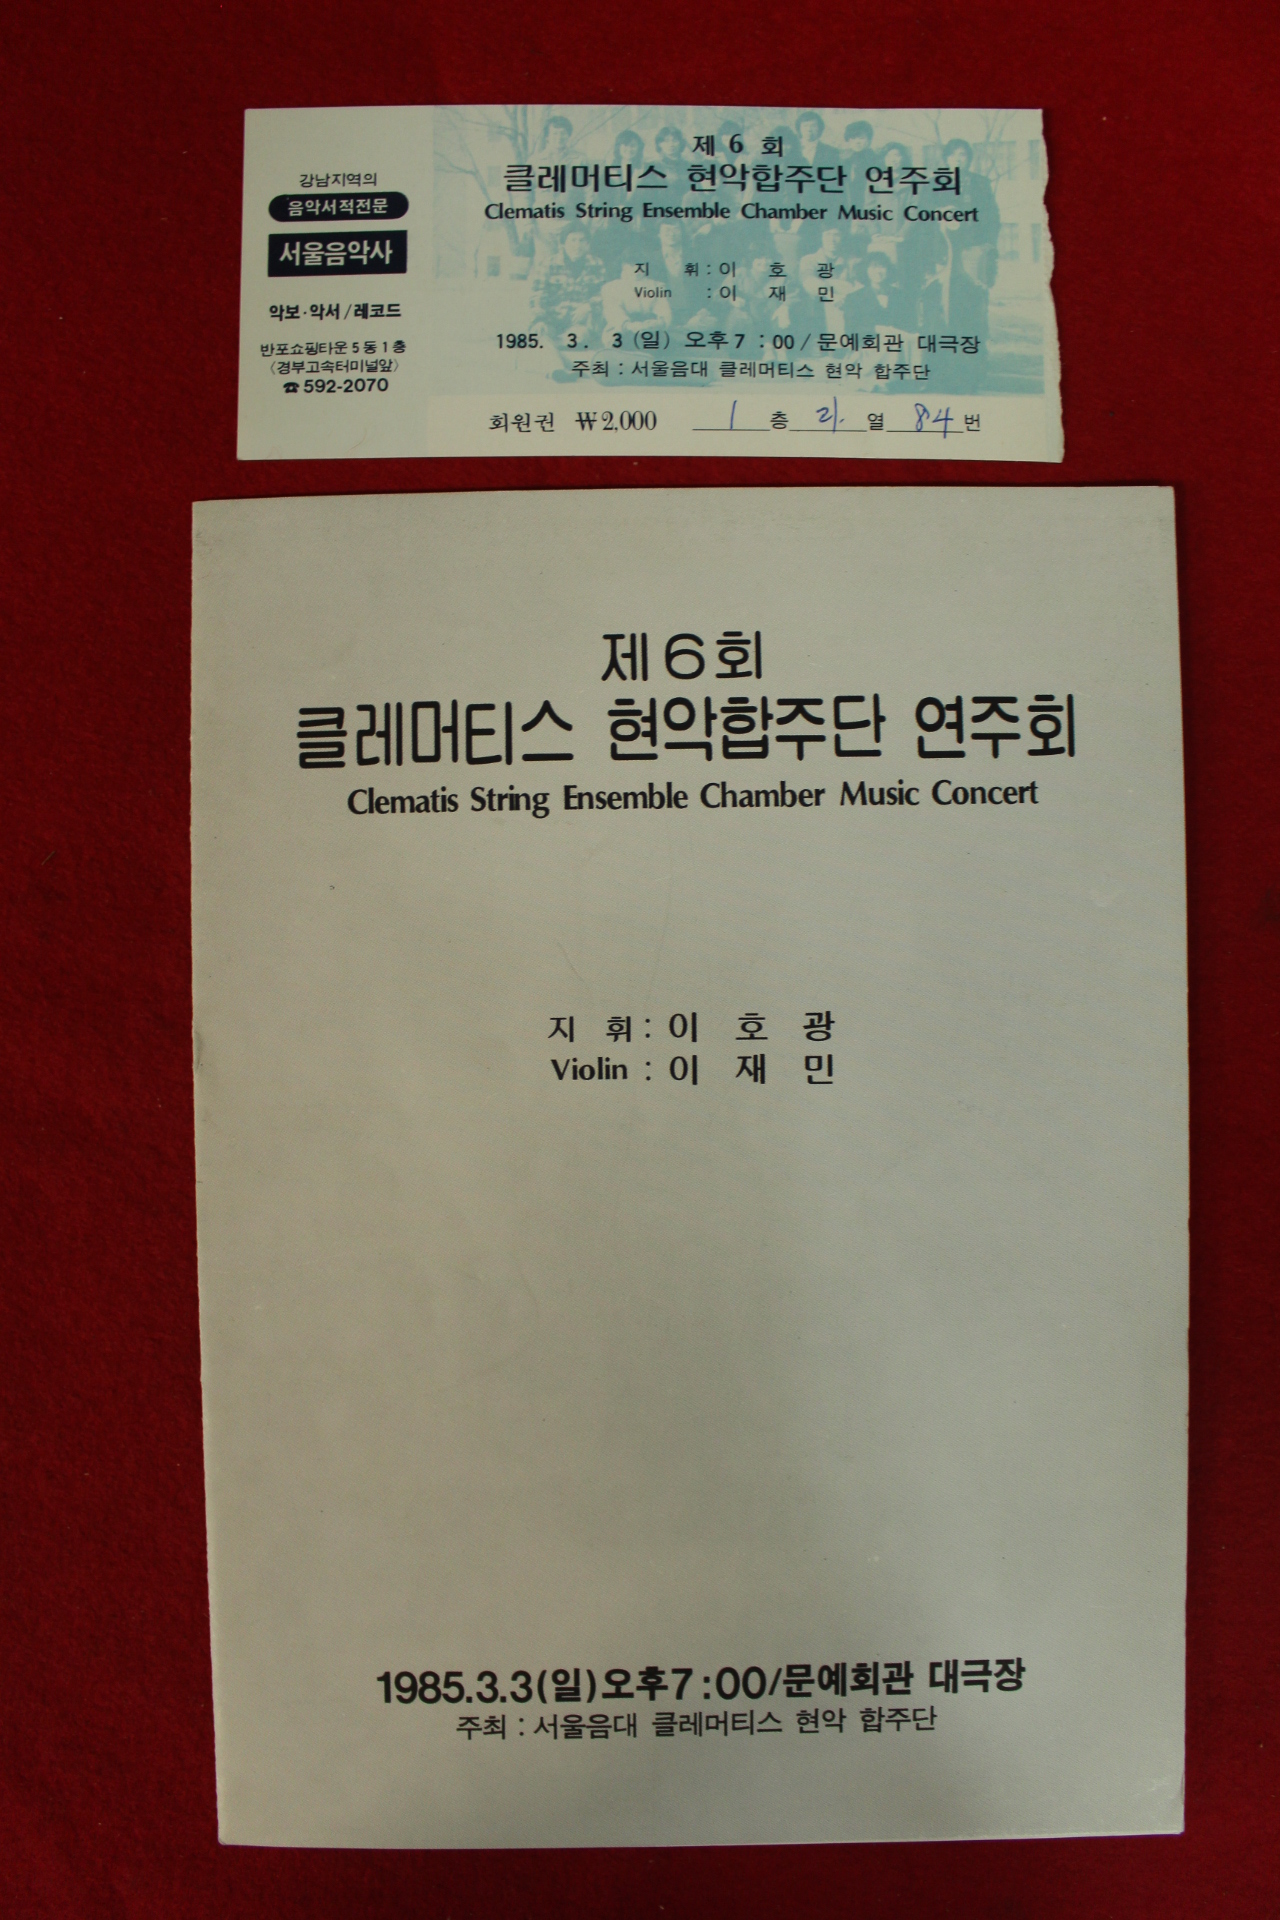 강남지역의
음악서적전문
서울음악사
악보·악서/레코드
반포쇼핑타운 5동 1층
〈경부고속터미널앞〉
☎ 592-2070
제 6 회
클레머티스 현악합주단 연주회
Clematis String Ensemble Chamber Music Concert
지 휘 : 이 호 광
Violin : 이 재 민
1985. 3. 3 (일) 오후 7 : 00 / 문예회관 대극장
주최 : 서울음대 클레머티스 현악 합주단
회원권 ₩2,000 1 층 라. 열 84 번
제6회
클레머티스 현악합주단 연주회
Clematis String Ensemble Chamber Music Concert
지 휘 : 이 호 광
Violin : 이 재 민
1985.3.3(일)오후7:00/문예회관 대극장
주최 : 서울음대 클레머티스 현악 합주단